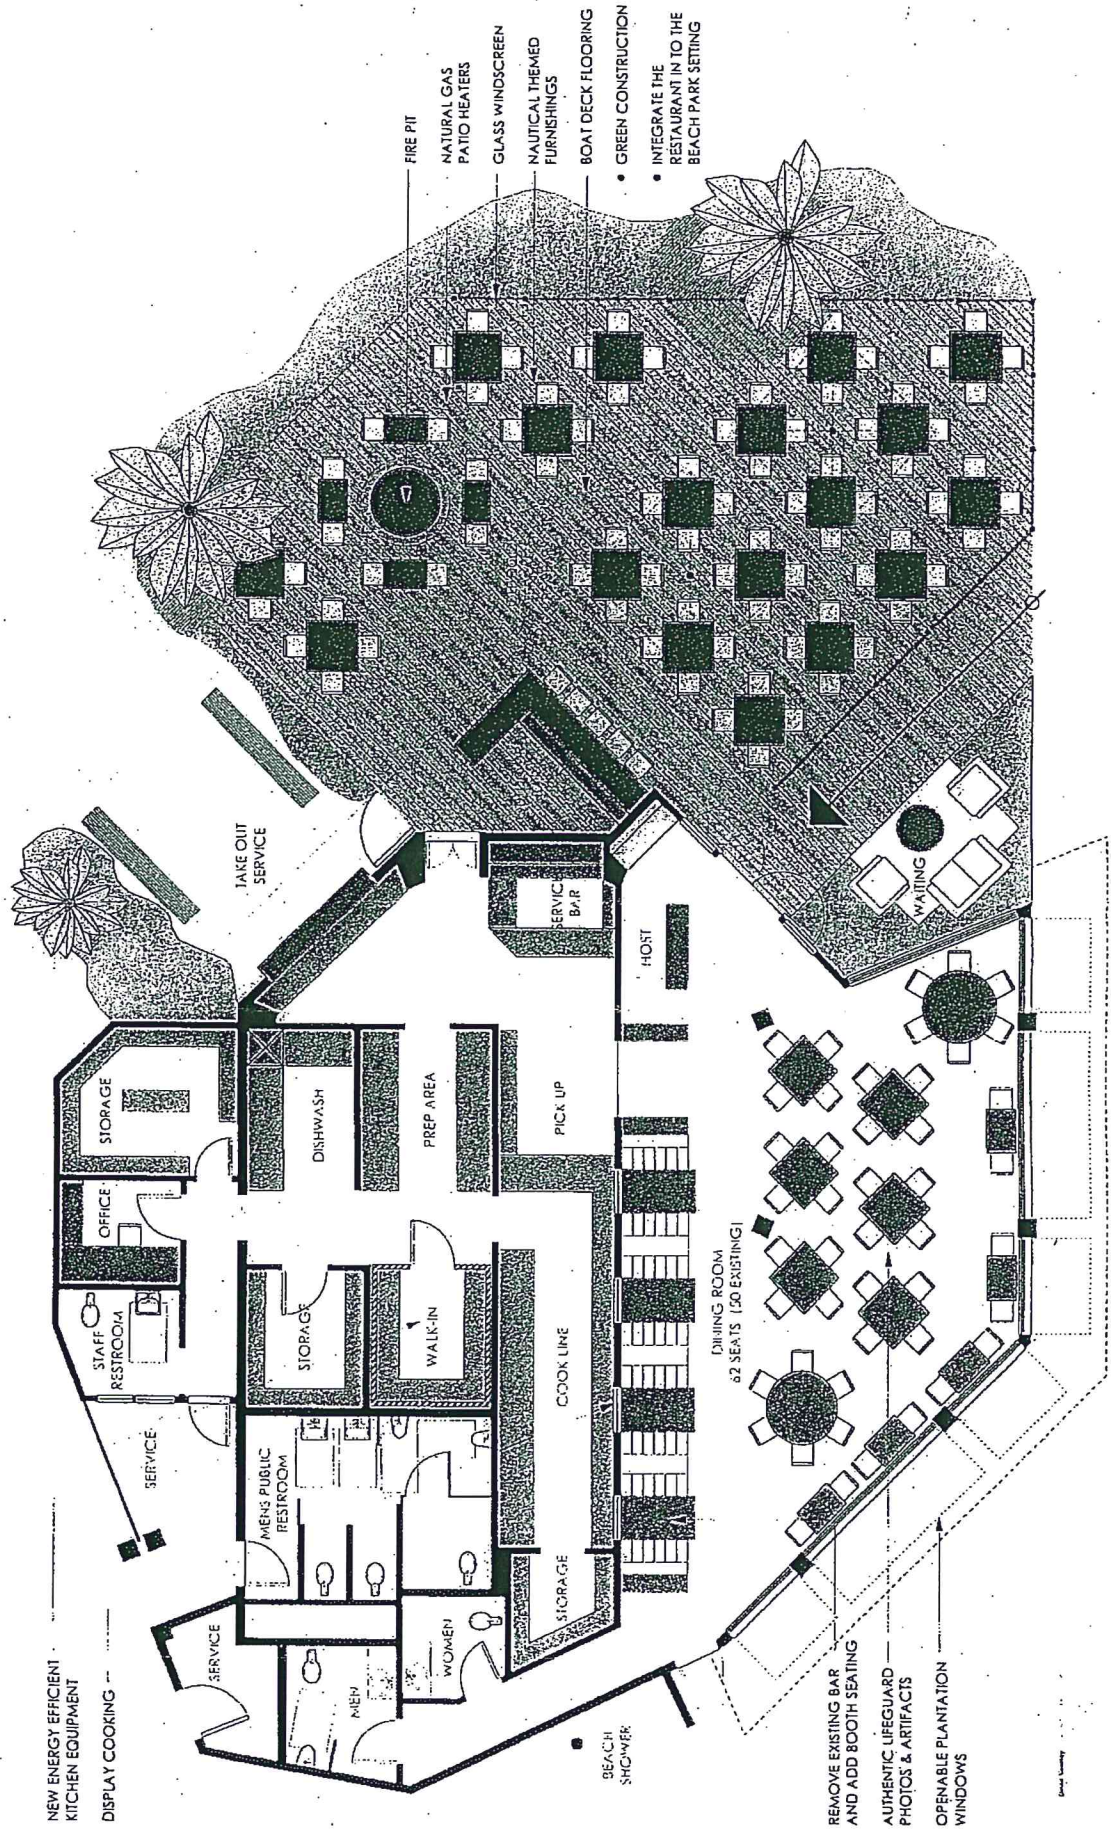 NEW ENERGY EFFICIENT
KITCHEN EQUIPMENT
DISPLAY COOKING
SERVICE
SERVICE
STAFF
RESTROOM
OFFICE
STORAGE
TAKE OUT
SERVICE
MENS PUBLIC
RESTROOM
STORAGE
DISHWASH
WALK-IN
PREP AREA
MEN
WOMEN
STORAGE
COOK LINE
PICK UP
SERVICE
BAR
HOST
BEACH
SHOWER
DINING ROOM
62 SEATS (50 EXISTING)
WAITING
FIRE PIT
NATURAL GAS
PATIO HEATERS
GLASS WINDSCREEN
NAUTICAL THEMED
FURNISHINGS
BOAT DECK FLOORING
• GREEN CONSTRUCTION
• INTEGRATE THE
RESTAURANT IN TO THE
BEACH PARK SETTING
REMOVE EXISTING BAR
AND ADD BOOTH SEATING
AUTHENTIC LIFEGUARD
PHOTOS & ARTIFACTS
OPENABLE PLANTATION
WINDOWS